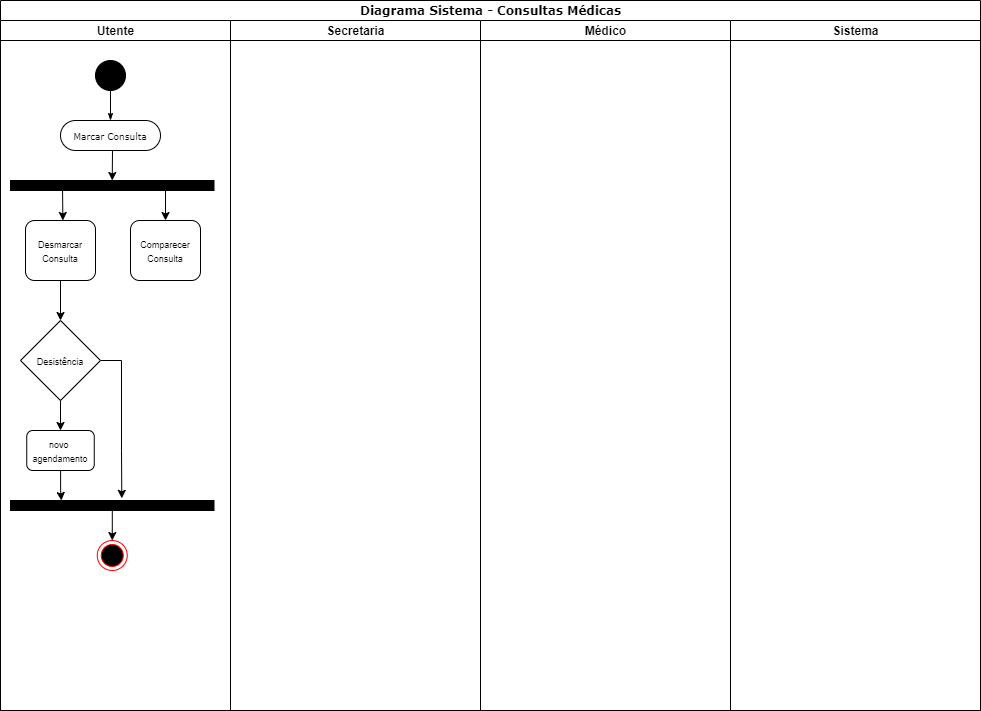 Diagrama Sistema - Consultas Médicas
Utente
Secretaria
Médico
Sistema
Marcar Consulta
Desmarcar
Consulta
Comparecer
Consulta
Desistência
novo
agendamento